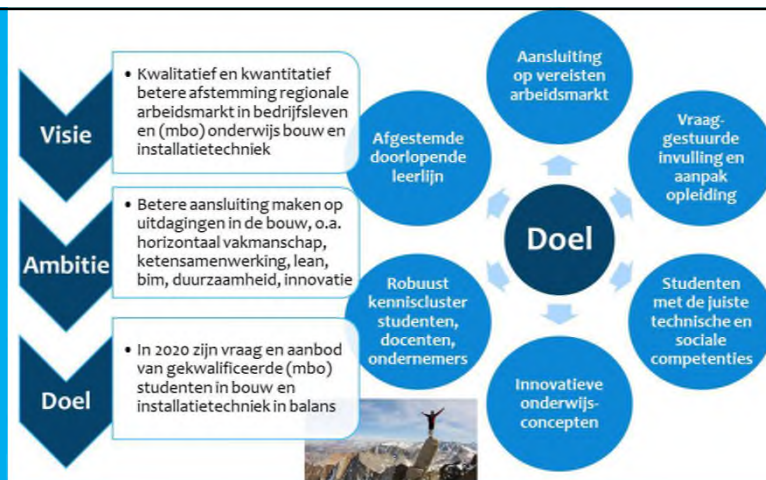 Visie
• Kwalitatief en kwantitatief
betere afstemming regionale
arbeidsmarkt in bedrijfsleven
en (mbo) onderwijs bouw en
installatietechniek
Ambitie
• Betere aansluiting maken op
uitdagingen in de bouw, o.a.
horizontaal vakmanschap,
ketensamenwerking, lean,
bim, duurzaamheid, innovatie
Doel
• In 2020 zijn vraag en aanbod
van gekwalificeerde (mbo)
studenten in bouw en
installatietechniek in balans
Doel
Aansluiting
op vereisten
arbeidsmarkt
Vraag-
gestuurde
invulling en
aanpak
opleiding
Studenten
met de juiste
technische en
sociale
competenties
Innovatieve
onderwijs-
concepten
Robuust
kenniscluster
studenten,
docenten,
ondernemers
Afgestemde
doorlopende
leerlijn